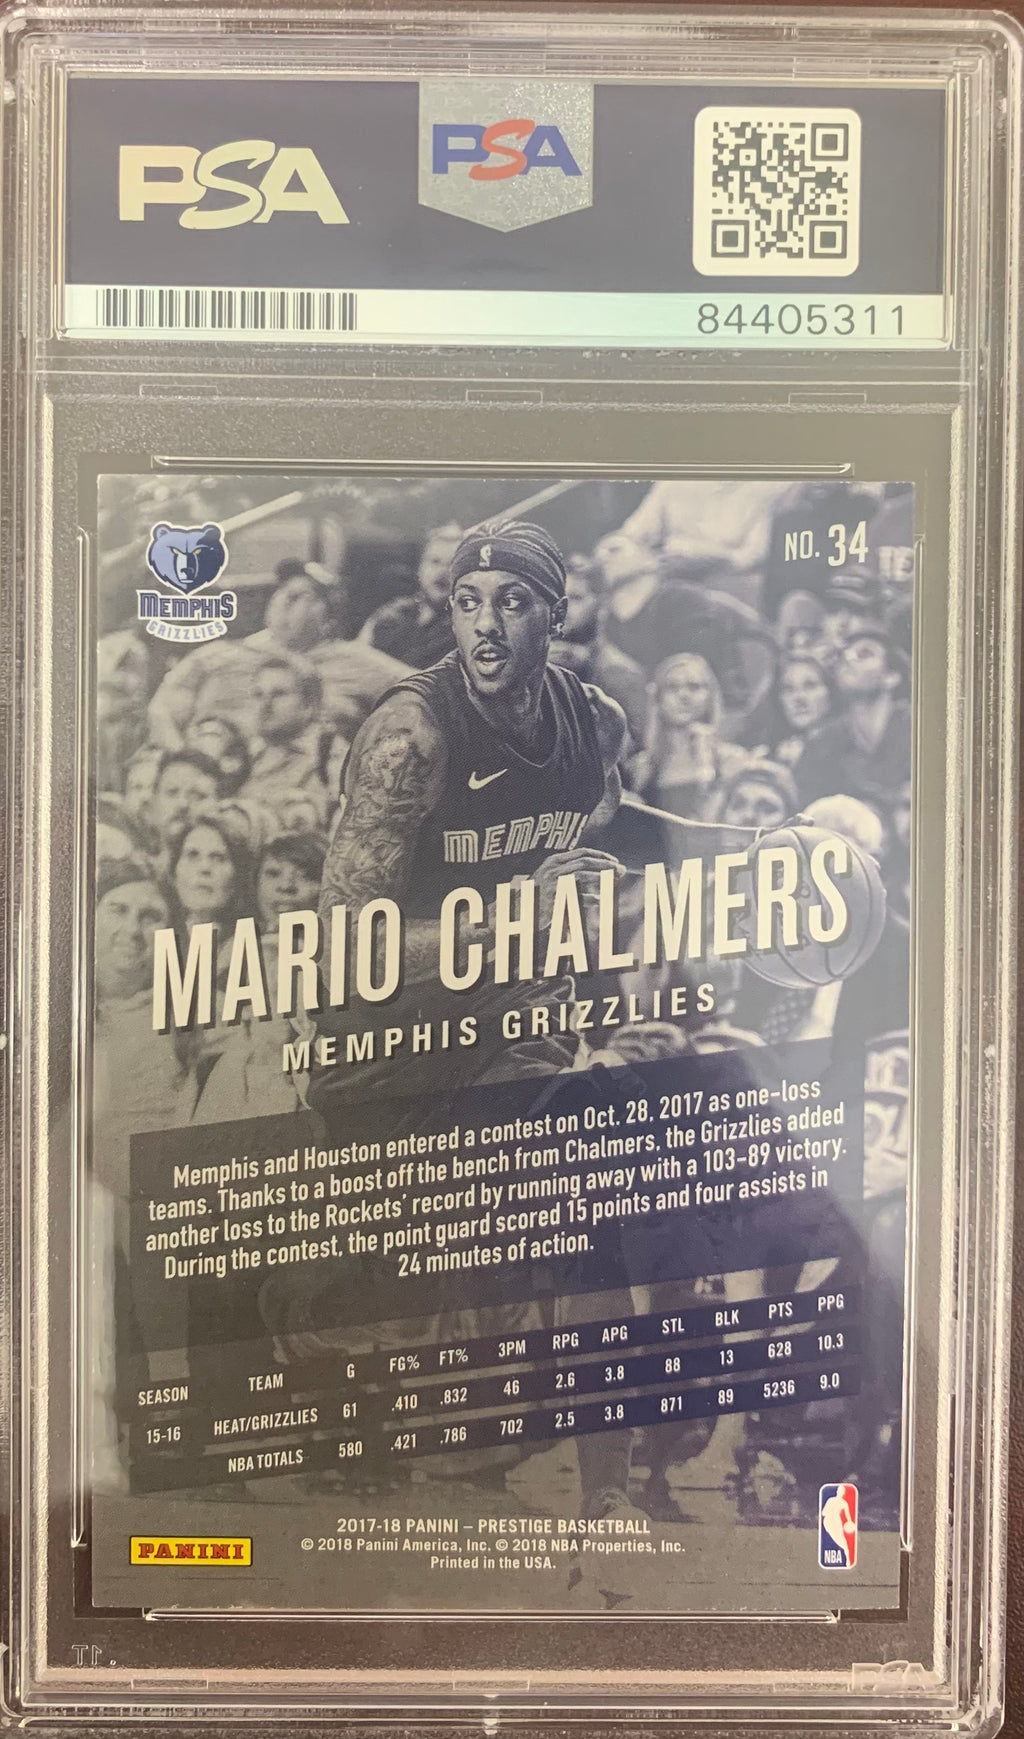 PSA
PSA
84405311
MEMPHIS
GRIZZLIES
NO. 34
MEMPHI
MARIO CHALMERS
MEMPHIS GRIZZLIES
Memphis and Houston entered a contest on Oct. 28, 2017 as one-loss
teams. Thanks to a boost off the bench from Chalmers, the Grizzlies added
another loss to the Rockets' record by running away with a 103-89 victory.
During the contest, the point guard scored 15 points and four assists in
24 minutes of action.
SEASON TEAM G FG% FT% 3PM RPG APG STL BLK PTS PPG
15-16 HEAT/GRIZZLIES 61 .410 .832 46 2.6 3.8 88 13 628 10.3
NBA TOTALS 580 .421 .786 702 2.5 3.8 871 89 5236 9.0
2017-18 PANINI – PRESTIGE BASKETBALL
© 2018 Panini America, Inc. © 2018 NBA Properties, Inc.
Printed in the USA.
PANINI
NBA
PSA